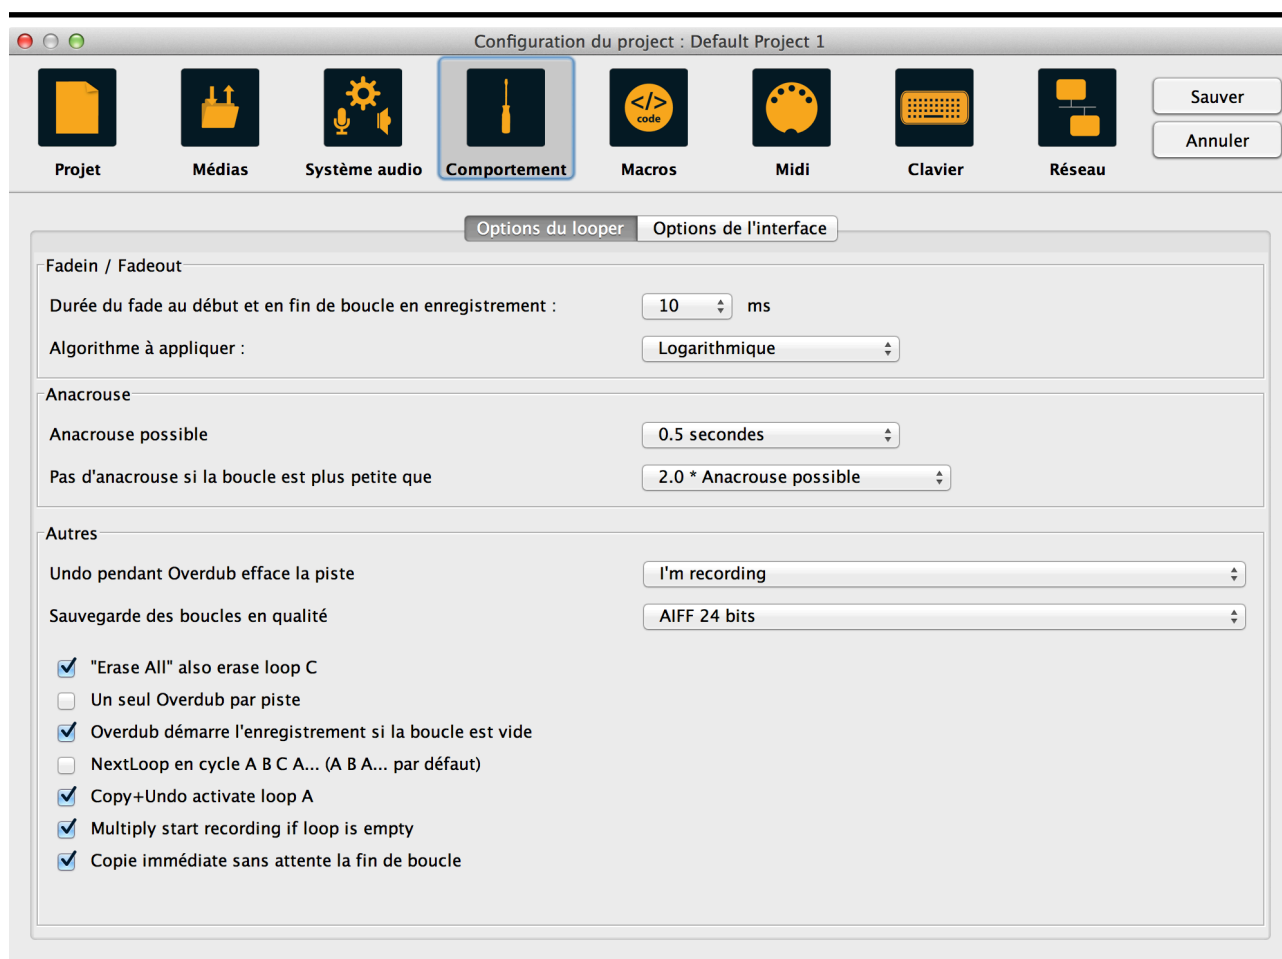 Configuration du project : Default Project 1
</> code
Projet Médias Système audio Comportement Macros Midi Clavier Réseau
Sauver
Annuler
Options du looper Options de l'interface
Fadein / Fadeout
Durée du fade au début et en fin de boucle en enregistrement : 10 ms
Algorithme à appliquer : Logarithmique
Anacrouse
Anacrouse possible 0.5 secondes
Pas d'anacrouse si la boucle est plus petite que 2.0 * Anacrouse possible
Autres
Undo pendant Overdub efface la piste I'm recording
Sauvegarde des boucles en qualité AIFF 24 bits
"Erase All" also erase loop C
Un seul Overdub par piste
Overdub démarre l'enregistrement si la boucle est vide
NextLoop en cycle A B C A... (A B A... par défaut)
Copy+Undo activate loop A
Multiply start recording if loop is empty
Copie immédiate sans attente la fin de boucle